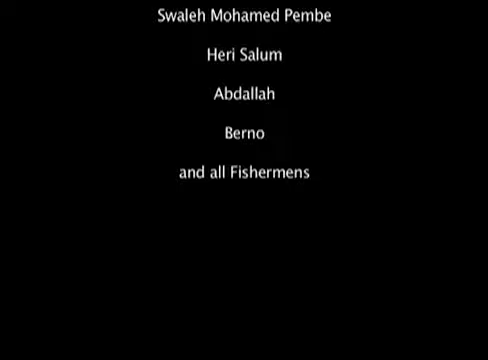 Swaleh Mohamed Pembe
Heri Salum
Abdallah
Berno
and all Fishermens